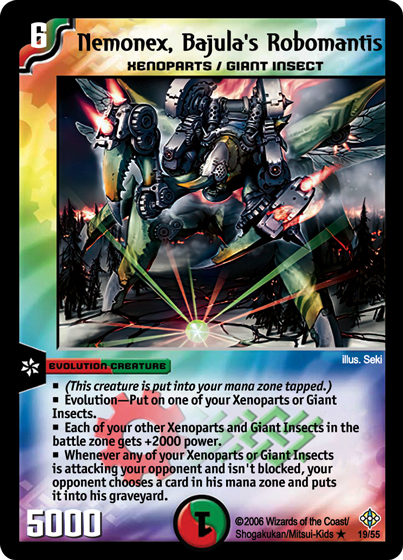 6
Nemonex, Bajula's Robomantis
XENOPARTS / GIANT INSECT
illus. Seki
EVOLUTION CREATURE
■ (This creature is put into your mana zone tapped.)
■ Evolution—Put on one of your Xenoparts or Giant
Insects.
■ Each of your other Xenoparts and Giant Insects in the
battle zone gets +2000 power.
■ Whenever any of your Xenoparts or Giant Insects
is attacking your opponent and isn't blocked, your
opponent chooses a card in his mana zone and puts
it into his graveyard.
5000
1
©2006 Wizards of the Coast/
Shogakukan/Mitsui-Kids ★ 19/55